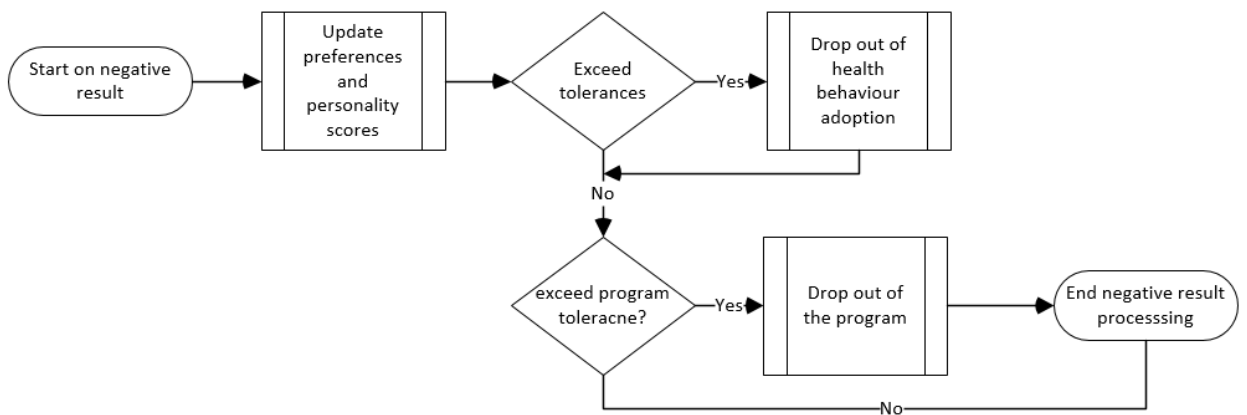 Start on negative
result
Update
preferences
and
personality
scores
Exceed
tolerances
Yes
Drop out of
health
behaviour
adoption
No
exceed program
toleracne?
Yes
Drop out of
the program
End negative result
processsing
No